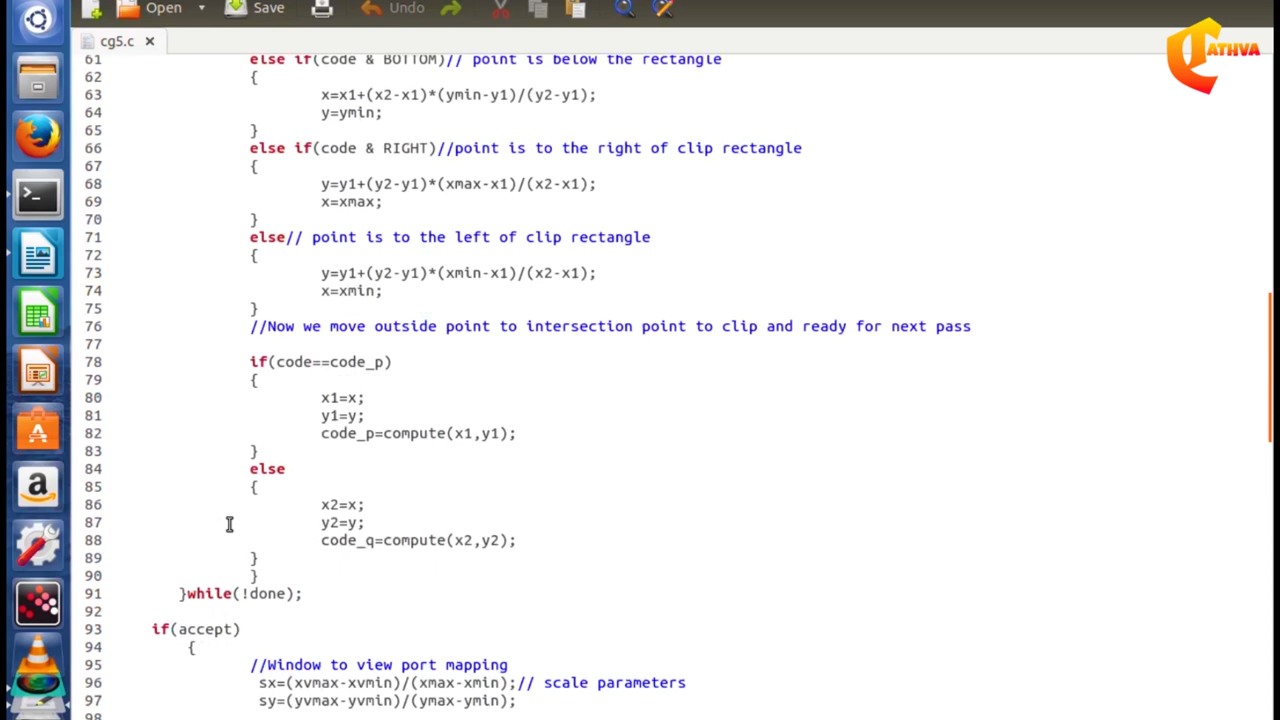 Open Save Undo
cg5.c
CATHVA
61 else if(code & BOTTOM)// point is below the rectangle
62 {
63 x=x1+(x2-x1)*(ymin-y1)/(y2-y1);
64 y=ymin;
65 }
66 else if(code & RIGHT)//point is to the right of clip rectangle
67 {
68 y=y1+(y2-y1)*(xmax-x1)/(x2-x1);
69 x=xmax;
70 }
71 else// point is to the left of clip rectangle
72 {
73 y=y1+(y2-y1)*(xmin-x1)/(x2-x1);
74 x=xmin;
75 }
76 //Now we move outside point to intersection point to clip and ready for next pass
77
78 if(code==code_p)
79 {
80 x1=x;
81 y1=y;
82 code_p=compute(x1,y1);
83 }
84 else
85 {
86 x2=x;
87 y2=y;
88 code_q=compute(x2,y2);
89 }
90 }
91 }while(!done);
92
93 if(accept)
94 {
95 //Window to view port mapping
96 sx=(xvmax-xvmin)/(xmax-xmin);// scale parameters
97 sy=(yvmax-yvmin)/(ymax-ymin);
98